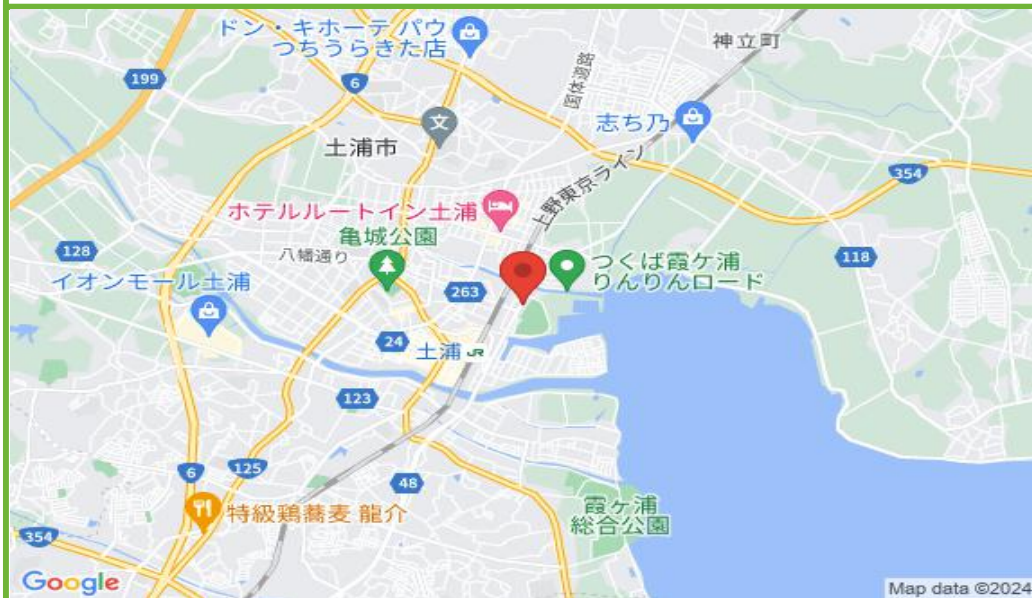 ドン・キホーテ パウ
つちうらきた店
神立町
199
6
国体道路
文
志ち乃
土浦市
上野東京ライン
354
ホテルルートイン土浦
亀城公園
八幡通り
128
つくば霞ケ浦
りんりんロード
118
イオンモール土浦
263
24
土浦
JR
123
6
125
48
特級鶏蕎麦 龍介
霞ヶ浦
総合公園
354
Google
Map data ©2024